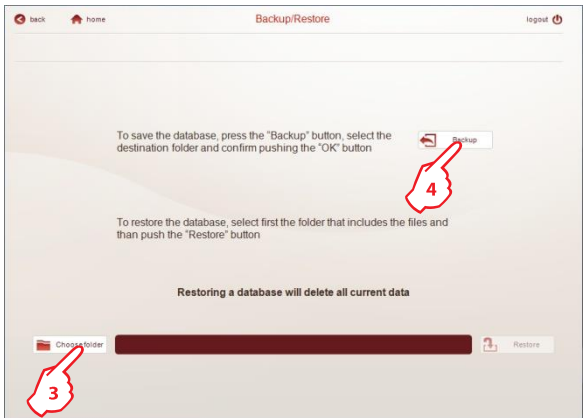 back home Backup/Restore logout
To save the database, press the "Backup" button, select the
destination folder and confirm pushing the "OK" button
Backup
4
To restore the database, select first the folder that includes the files and
than push the "Restore" button
Restoring a database will delete all current data
Choose folder Restore
3